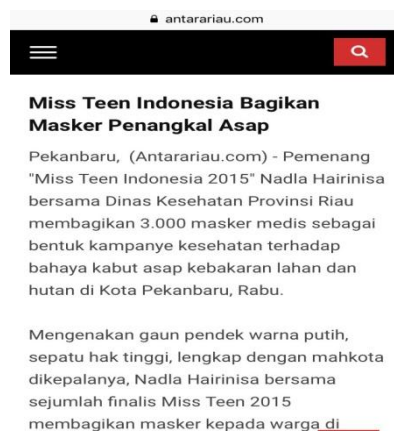 antarariau.com
Miss Teen Indonesia Bagikan
Masker Penangkal Asap
Pekanbaru, (Antarariau.com) - Pemenang
"Miss Teen Indonesia 2015" Nadla Hairinisa
bersama Dinas Kesehatan Provinsi Riau
membagikan 3.000 masker medis sebagai
bentuk kampanye kesehatan terhadap
bahaya kabut asap kebakaran lahan dan
hutan di Kota Pekanbaru, Rabu.
Mengenakan gaun pendek warna putih,
sepatu hak tinggi, lengkap dengan mahkota
dikepalanya, Nadla Hairinisa bersama
sejumlah finalis Miss Teen 2015
membagikan masker kepada warga di